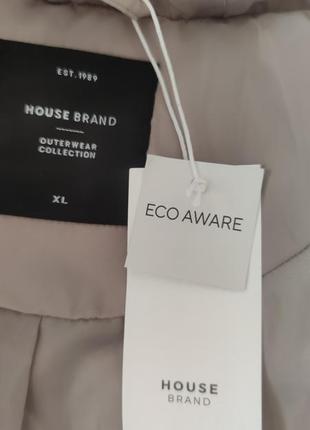 EST.1989
HOUSE BRAND
OUTERWEAR
COLLECTION
XL
ECO AWARE
HOUSE
BRAND